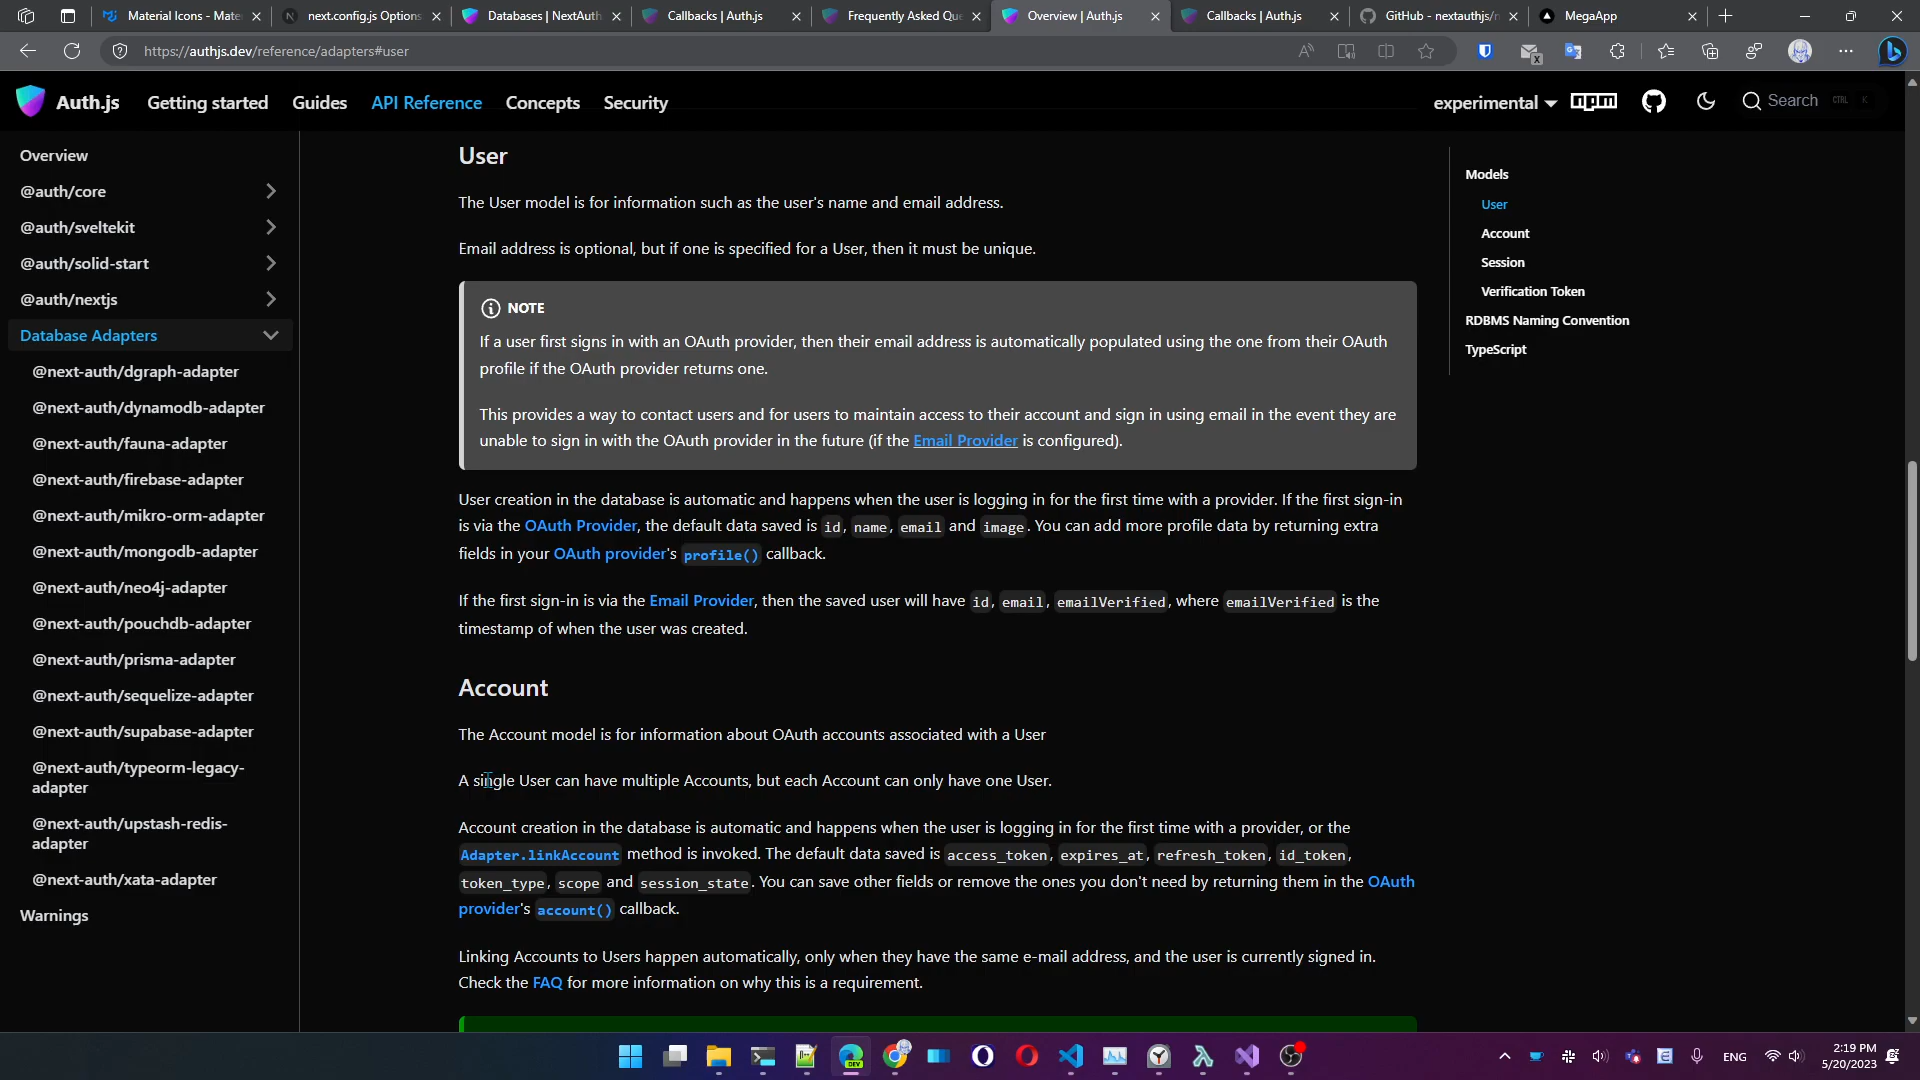 Material Icons - Mate
next.config.js Options
Databases | NextAuth
Callbacks | Auth.js
Frequently Asked Que
Overview | Auth.js
Callbacks | Auth.js
GitHub - nextauthjs/n
MegaApp
https://authjs.dev/reference/adapters#user
Auth.js
Getting started
Guides
API Reference
Concepts
Security
experimental
npm
Search
CTRL K
Overview
@auth/core
@auth/sveltekit
@auth/solid-start
@auth/nextjs
Database Adapters
@next-auth/dgraph-adapter
@next-auth/dynamodb-adapter
@next-auth/fauna-adapter
@next-auth/firebase-adapter
@next-auth/mikro-orm-adapter
@next-auth/mongodb-adapter
@next-auth/neo4j-adapter
@next-auth/pouchdb-adapter
@next-auth/prisma-adapter
@next-auth/sequelize-adapter
@next-auth/supabase-adapter
@next-auth/typeorm-legacy-
adapter
@next-auth/upstash-redis-
adapter
@next-auth/xata-adapter
Warnings
User
The User model is for information such as the user's name and email address.
Email address is optional, but if one is specified for a User, then it must be unique.
NOTE
If a user first signs in with an OAuth provider, then their email address is automatically populated using the one from their OAuth
profile if the OAuth provider returns one.
This provides a way to contact users and for users to maintain access to their account and sign in using email in the event they are
unable to sign in with the OAuth provider in the future (if the Email Provider is configured).
User creation in the database is automatic and happens when the user is logging in for the first time with a provider. If the first sign-in
is via the OAuth Provider, the default data saved is id, name, email and image. You can add more profile data by returning extra
fields in your OAuth provider's profile() callback.
If the first sign-in is via the Email Provider, then the saved user will have id, email, emailVerified, where emailVerified is the
timestamp of when the user was created.
Account
The Account model is for information about OAuth accounts associated with a User
A single User can have multiple Accounts, but each Account can only have one User.
Account creation in the database is automatic and happens when the user is logging in for the first time with a provider, or the
Adapter.linkAccount method is invoked. The default data saved is access_token, expires_at, refresh_token, id_token,
token_type, scope and session_state. You can save other fields or remove the ones you don't need by returning them in the OAuth
provider's account() callback.
Linking Accounts to Users happen automatically, only when they have the same e-mail address, and the user is currently signed in.
Check the FAQ for more information on why this is a requirement.
Models
User
Account
Session
Verification Token
RDBMS Naming Convention
TypeScript
ENG
2:19 PM
5/20/2023